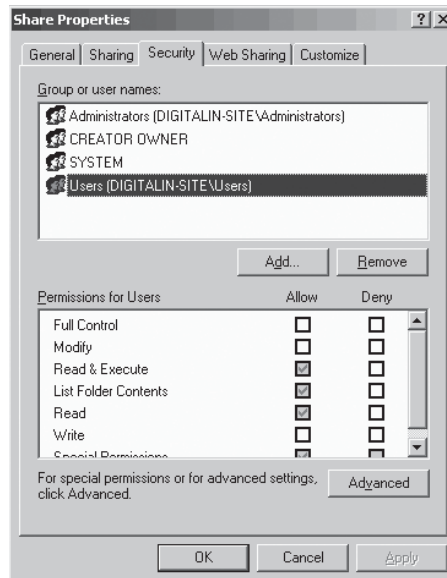 Share Properties
General Sharing Security Web Sharing Customize
Group or user names:
Administrators (DIGITALIN-SITE\Administrators)
CREATOR OWNER
SYSTEM
Users (DIGITALIN-SITE\Users)
Add... Remove
Permissions for Users Allow Deny
Full Control
Modify
Read & Execute
List Folder Contents
Read
Write
Special Permissions
For special permissions or for advanced settings, Advanced
click Advanced.
OK Cancel Apply